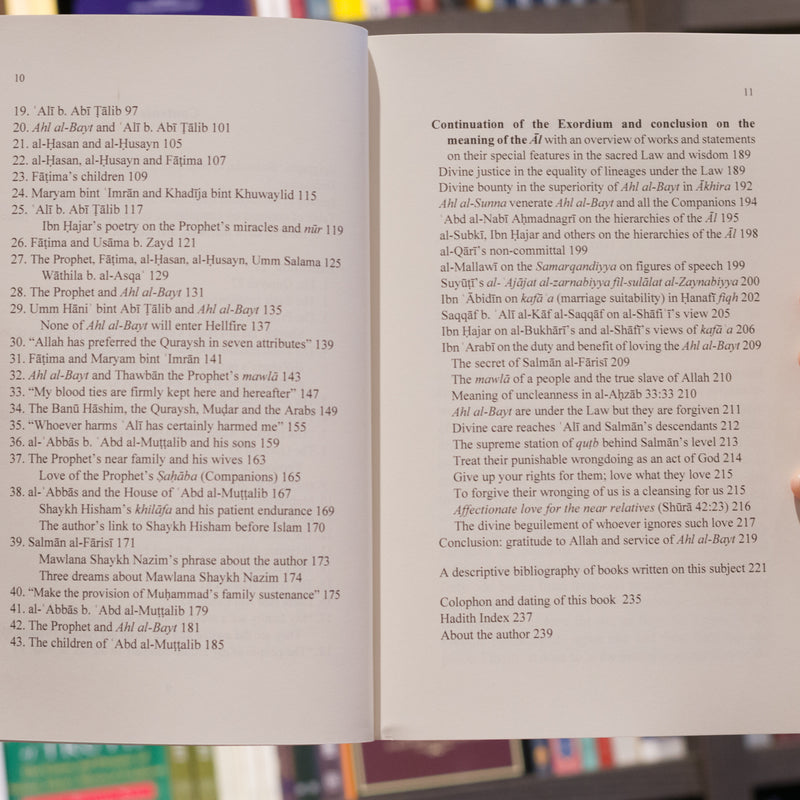 10
19. ʿAlī b. Abī Ṭālib 97
20. Ahl al-Bayt and ʿAlī b. Abī Ṭālib 101
21. al-Ḥasan and al-Ḥusayn 105
22. al-Ḥasan, al-Ḥusayn and Fāṭima 107
23. Fāṭima's children 109
24. Maryam bint ʿImrān and Khadīja bint Khuwaylid 115
25. ʿAlī b. Abī Ṭālib 117
Ibn Ḥajar's poetry on the Prophet's miracles and nūr 119
26. Fāṭima and Usāma b. Zayd 121
27. The Prophet, Fāṭima, al-Ḥasan, al-Ḥusayn, Umm Salama 125
Wāthila b. al-Asqaʿ 129
28. The Prophet and Ahl al-Bayt 131
29. Umm Hāniʾ bint Abī Ṭālib and Ahl al-Bayt 135
None of Ahl al-Bayt will enter Hellfire 137
30. “Allah has preferred the Quraysh in seven attributes” 139
31. Fāṭima and Maryam bint ʿImrān 141
32. Ahl al-Bayt and Thawbān the Prophet's mawlā 143
33. “My blood ties are firmly kept here and hereafter” 147
34. The Banū Hāshim, the Quraysh, Muḍar and the Arabs 149
35. “Whoever harms ʿAlī has certainly harmed me” 155
36. al-ʿAbbās b. ʿAbd al-Muṭṭalib and his sons 159
37. The Prophet's near family and his wives 163
Love of the Prophet's Ṣaḥāba (Companions) 165
38. al-ʿAbbās and the House of ʿAbd al-Muṭṭalib 167
Shaykh Hisham's khilāfa and his patient endurance 169
The author's link to Shaykh Hisham before Islam 170
39. Salmān al-Fārisī 171
Mawlana Shaykh Nazim's phrase about the author 173
Three dreams about Mawlana Shaykh Nazim 174
40. “Make the provision of Muḥammad's family sustenance” 175
41. al-ʿAbbās b. ʿAbd al-Muṭṭalib 179
42. The Prophet and Ahl al-Bayt 181
43. The children of ʿAbd al-Muṭṭalib 185
11
Continuation of the Exordium and conclusion on the
meaning of the Āl with an overview of works and statements
on their special features in the sacred Law and wisdom 189
Divine justice in the equality of lineages under the Law 189
Divine bounty in the superiority of Ahl al-Bayt in Ākhira 192
Ahl al-Sunna venerate Ahl al-Bayt and all the Companions 194
ʿAbd al-Nabī Aḥmadnagrī on the hierarchies of the Āl 195
al-Subkī, Ibn Ḥajar and others on the hierarchies of the Āl 198
al-Qārī's non-committal 199
al-Mallawī on the Samarqandiyya on figures of speech 199
Suyūṭī's al-ʿAjājat al-zarnabiyya fīl-sulālat al-Zaynabiyya 200
Ibn ʿĀbidīn on kafāʾa (marriage suitability) in Ḥanafī fiqh 202
Saqqāf b. ʿAlī al-Kāf al-Saqqāf on al-Shāfiʿī's view 205
Ibn Ḥajar on al-Bukhārī's and al-Shāfiʿī's views of kafāʾa 206
Ibn ʿArabī on the duty and benefit of loving the Ahl al-Bayt 209
The secret of Salmān al-Fārisī 209
The mawlā of a people and the true slave of Allah 210
Meaning of uncleanness in al-Aḥzāb 33:33 210
Ahl al-Bayt are under the Law but they are forgiven 211
Divine care reaches ʿAlī and Salmān's descendants 212
The supreme station of quṭb behind Salmān's level 213
Treat their punishable wrongdoing as an act of God 214
Give up your rights for them; love what they love 215
To forgive their wronging of us is a cleansing for us 215
Affectionate love for the near relatives (Shūrā 42:23) 216
The divine beguilement of whoever ignores such love 217
Conclusion: gratitude to Allah and service of Ahl al-Bayt 219
A descriptive bibliography of books written on this subject 221
Colophon and dating of this book 235
Hadith Index 237
About the author 239